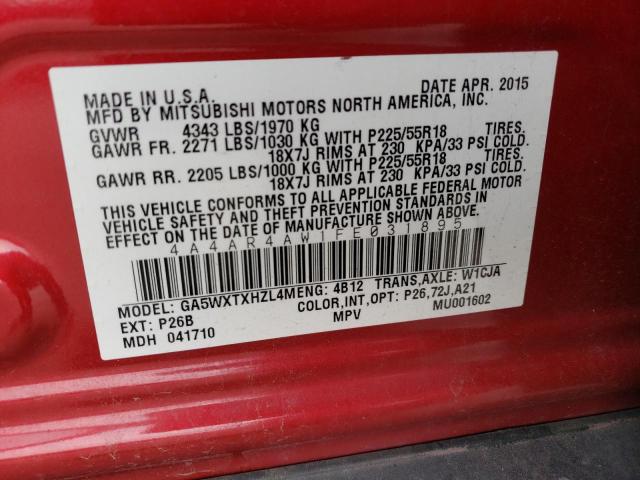 MADE IN U.S.A. DATE APR. 2015
MFD BY MITSUBISHI MOTORS NORTH AMERICA, INC.
GVWR 4343 LBS/1970 KG
GAWR FR. 2271 LBS/1030 KG WITH P225/55R18 TIRES.
18X7J RIMS AT 230 KPA/33 PSI COLD.
GAWR RR. 2205 LBS/1000 KG WITH P225/55R18 TIRES.
18X7J RIMS AT 230 KPA/33 PSI COLD.
THIS VEHICLE CONFORMS TO ALL APPLICABLE FEDERAL MOTOR
VEHICLE SAFETY AND THEFT PREVENTION STANDARDS IN
EFFECT ON THE DATE OF MANUFACTURE SHOWN ABOVE.
4A4AR4AW1FE031895
MODEL: GA5WXTXHZL4MENG: 4B12 TRANS,AXLE: W1CJA
EXT: P26B COLOR,INT,OPT: P26,72J,A21
MDH 041710 MPV MU001602